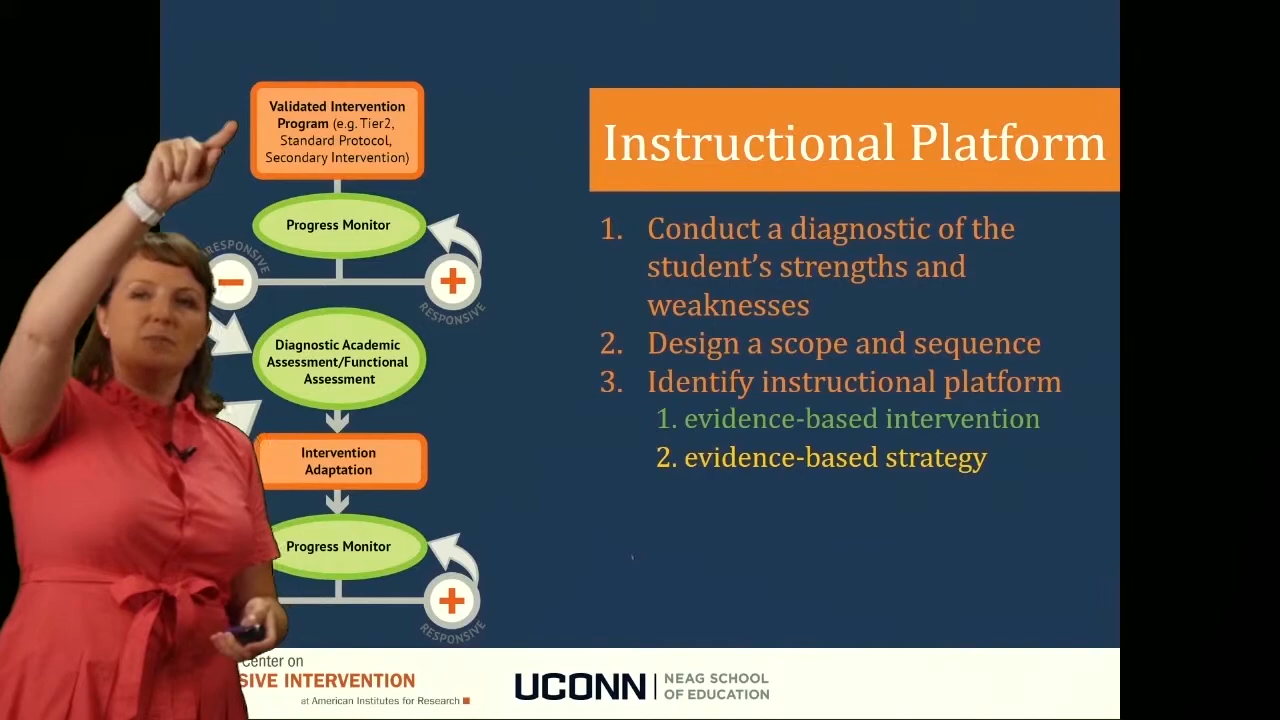 Validated Intervention
Program (e.g. Tier2,
Standard Protocol,
Secondary Intervention)
Progress Monitor
RESPONSIVE
RESPONSIVE
Diagnostic Academic
Assessment/Functional
Assessment
Intervention
Adaptation
Progress Monitor
RESPONSIVE
Instructional Platform
1. Conduct a diagnostic of the
student’s strengths and
weaknesses
2. Design a scope and sequence
3. Identify instructional platform
1. evidence-based intervention
2. evidence-based strategy
Center on
SIVE INTERVENTION
at American Institutes for Research
UCONN
NEAG SCHOOL
OF EDUCATION